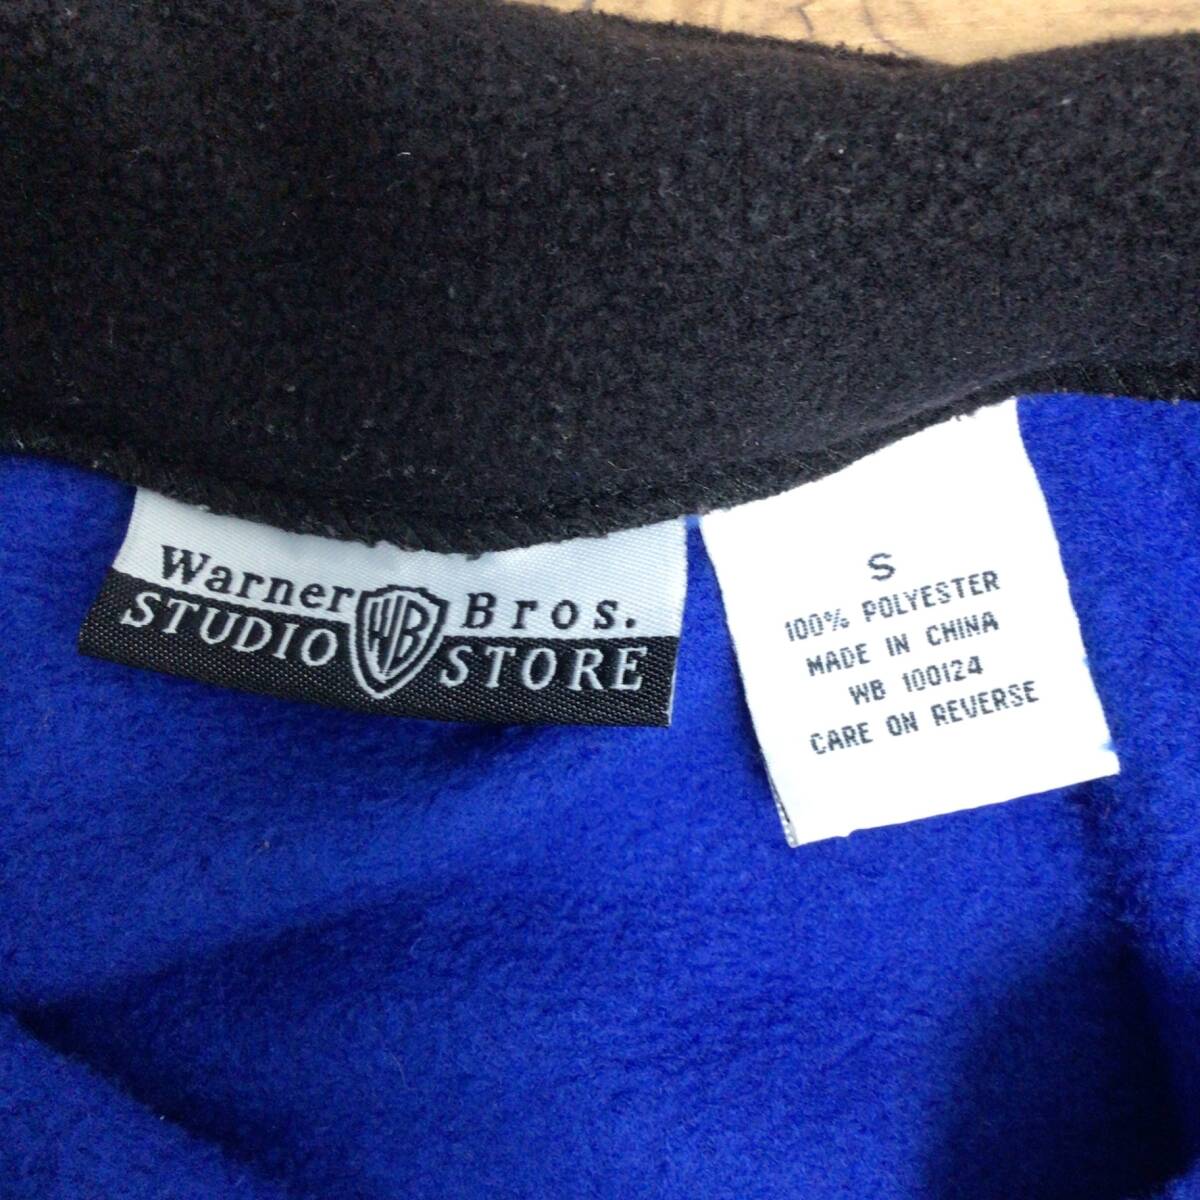 Warner Bros.
STUDIO WB STORE
S
100% POLYESTER
MADE IN CHINA
WB 100124
CARE ON REVERSE